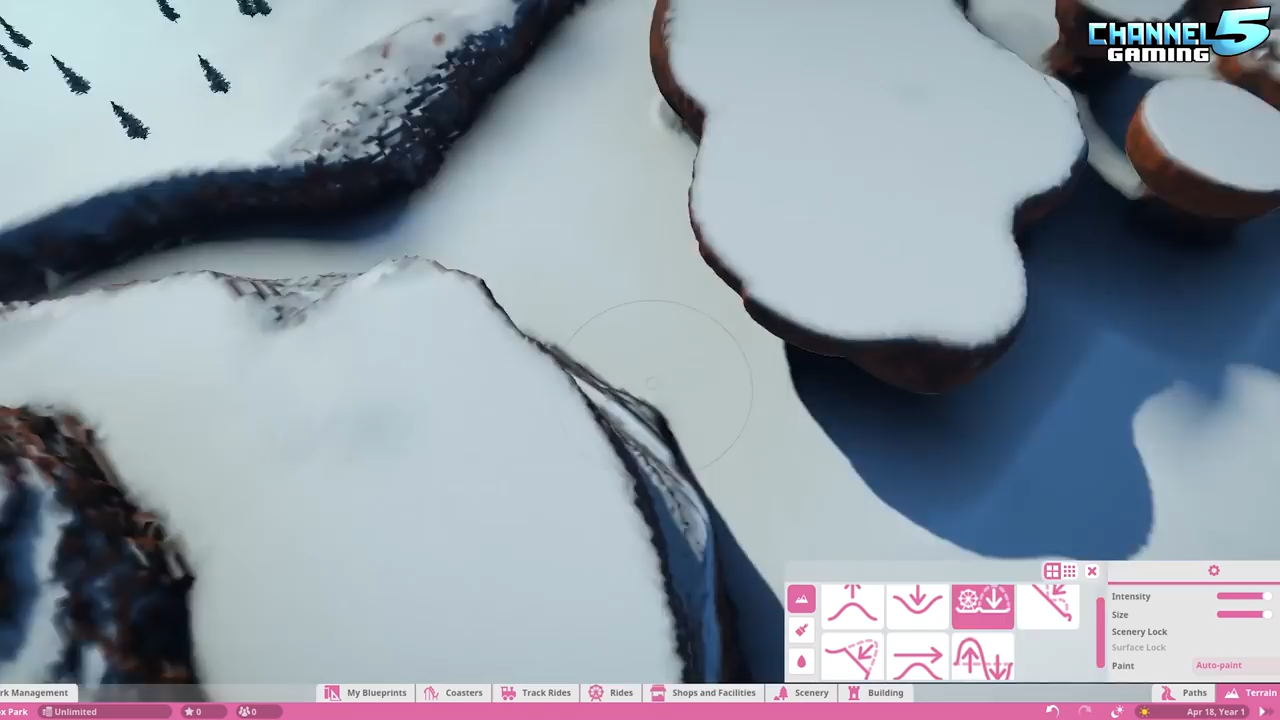 CHANNEL 5
GAMING
Intensity
Size
Scenery Lock
Surface Lock
Paint Auto-paint
rk Management
My Blueprints
Coasters
Track Rides
Rides
Shops and Facilities
Scenery
Building
Paths
Terrain
x Park
Unlimited
0
0
Apr 18, Year 1